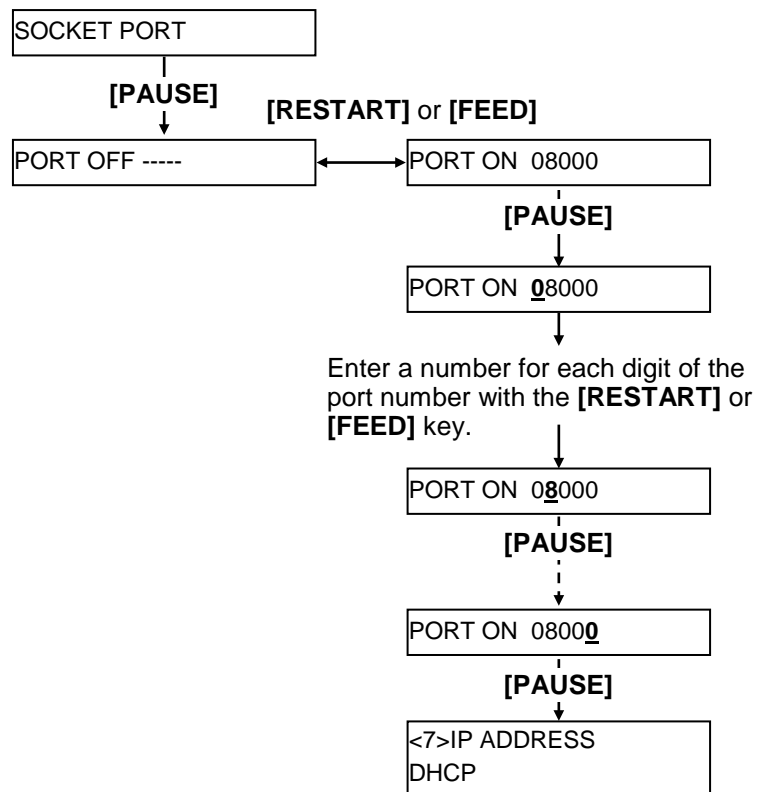 SOCKET PORT
[PAUSE]
[RESTART] or [FEED]
PORT OFF -----
PORT ON 08000
[PAUSE]
PORT ON 08000
Enter a number for each digit of the
port number with the [RESTART] or
[FEED] key.
PORT ON 08000
[PAUSE]
PORT ON 08000
[PAUSE]
<7>IP ADDRESS
DHCP